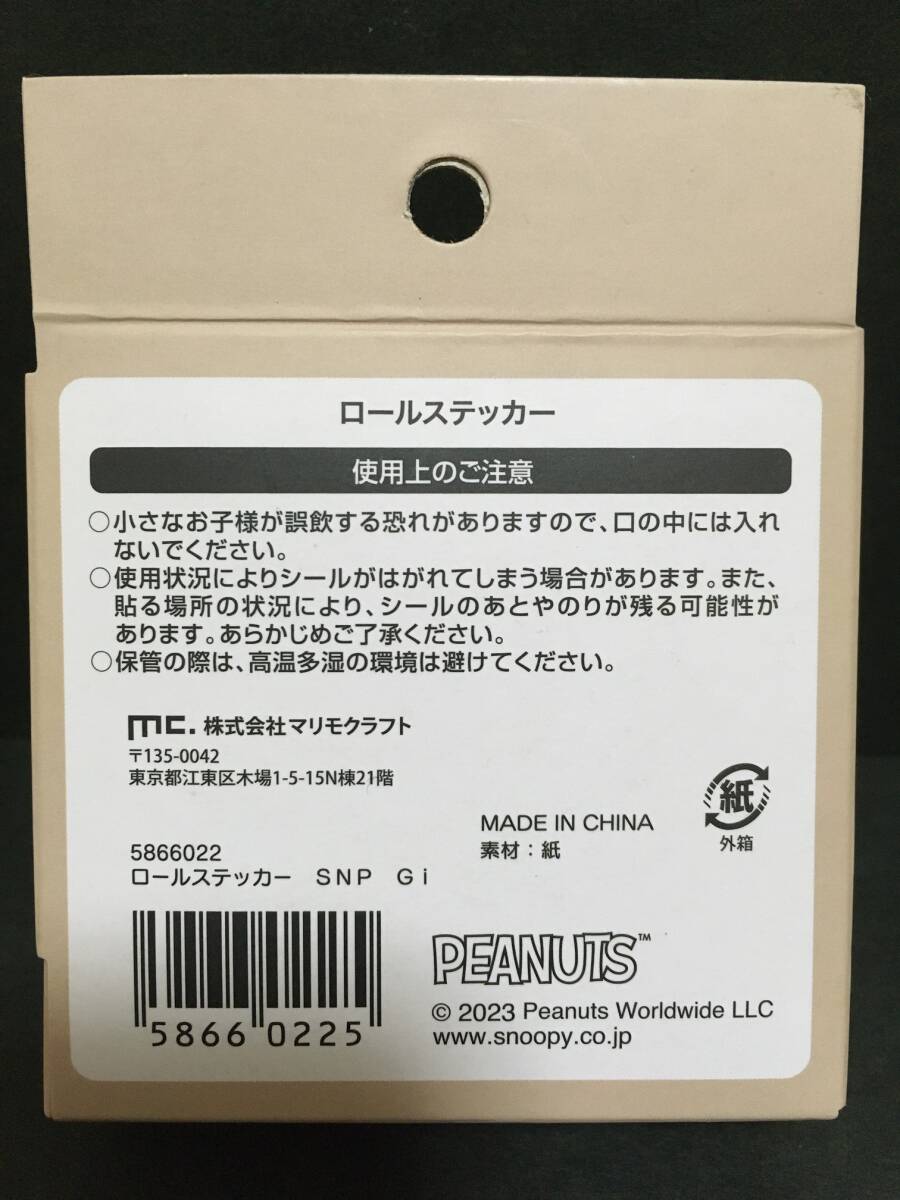 ロールステッカー
使用上のご注意
○小さなお子様が誤飲する恐れがありますので、口の中には入れ
ないでください。
○使用状況によりシールがはがれてしまう場合があります。また、
貼る場所の状況により、シールのあとやのりが残る可能性が
あります。あらかじめご了承ください。
○保管の際は、高温多湿の環境は避けてください。
mc. 株式会社マリモクラフト
〒135-0042
東京都江東区木場1-5-15N棟21階
紙
外箱
MADE IN CHINA
素材：紙
5866022
ロールステッカー　ＳＮＰ　Ｇｉ
5866 0225
PEANUTS™
© 2023 Peanuts Worldwide LLC
www.snoopy.co.jp